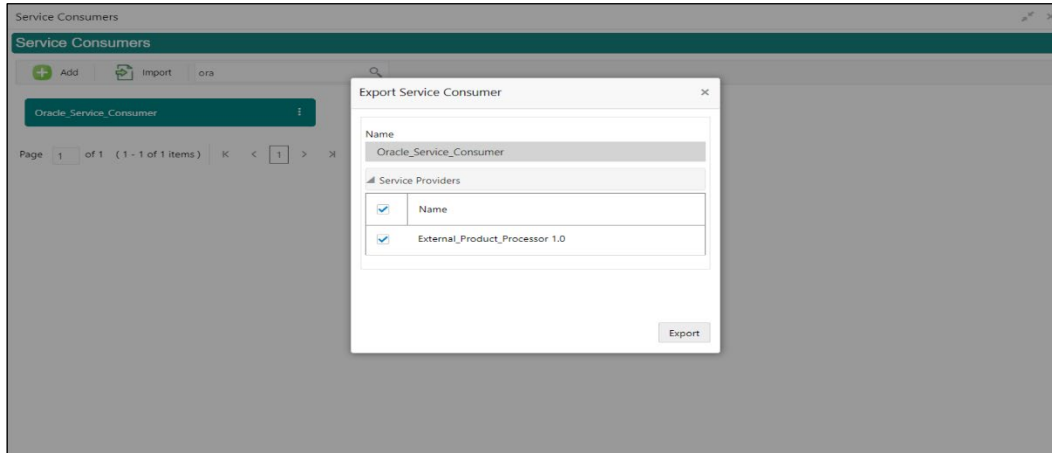 Service Consumers
Service Consumers
Add Import ora
Oracle_Service_Consumer
Page 1 of 1 (1 - 1 of 1 items) K < 1 > >|
Export Service Consumer ×
Name
Oracle_Service_Consumer
Service Providers
Name
External_Product_Processor 1.0
Export